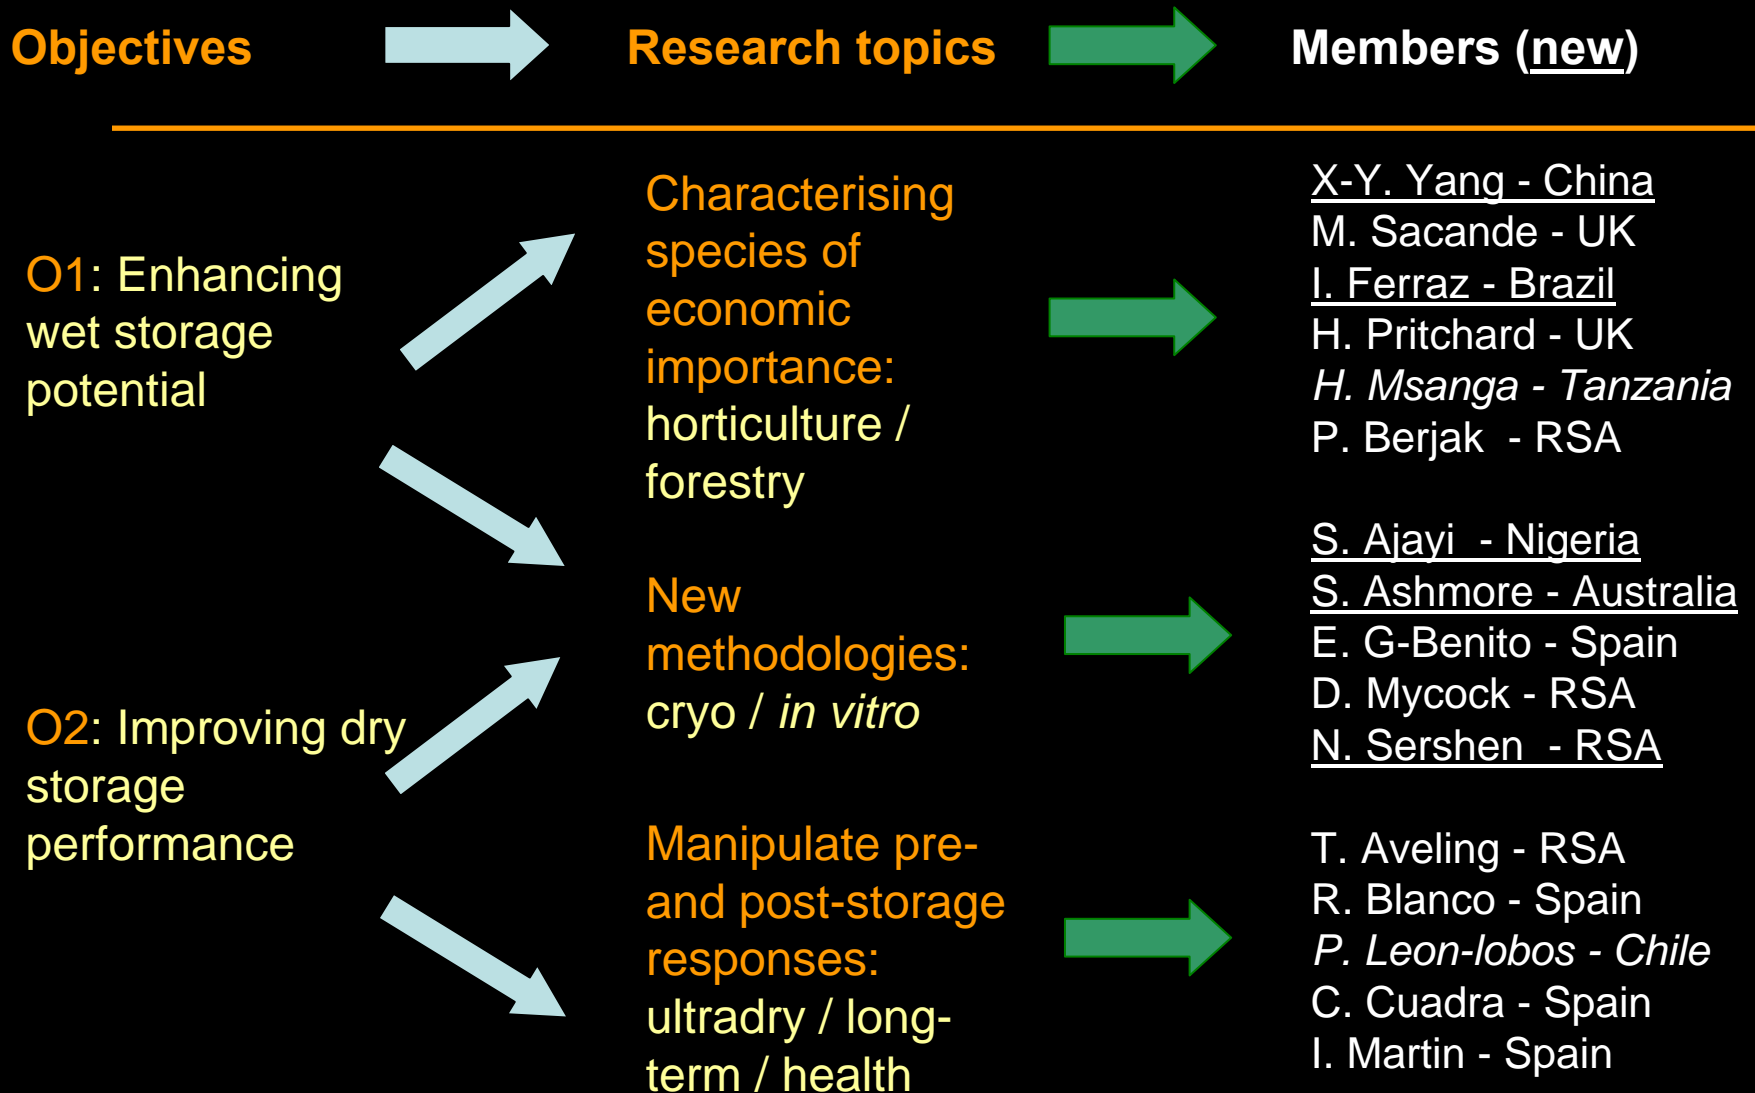 Objectives
Research topics
Members (new)
O1: Enhancing
wet storage
potential
O2: Improving dry
storage
performance
Characterising
species of
economic
importance:
horticulture /
forestry
New
methodologies:
cryo / in vitro
Manipulate pre-
and post-storage
responses:
ultradry / long-
term / health
X-Y. Yang - China
M. Sacande - UK
I. Ferraz - Brazil
H. Pritchard - UK
H. Msanga - Tanzania
P. Berjak - RSA
S. Ajayi - Nigeria
S. Ashmore - Australia
E. G-Benito - Spain
D. Mycock - RSA
N. Sershen - RSA
T. Aveling - RSA
R. Blanco - Spain
P. Leon-lobos - Chile
C. Cuadra - Spain
I. Martin - Spain